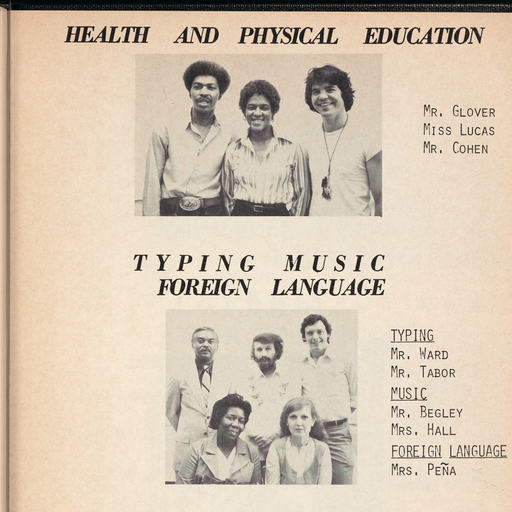 HEALTH AND PHYSICAL EDUCATION
Mr. Glover
Miss Lucas
Mr. Cohen
TYPING MUSIC
FOREIGN LANGUAGE
TYPING
Mr. Ward
Mr. Tabor
MUSIC
Mr. Begley
Mrs. Hall
FOREIGN LANGUAGE
Mrs. Peña